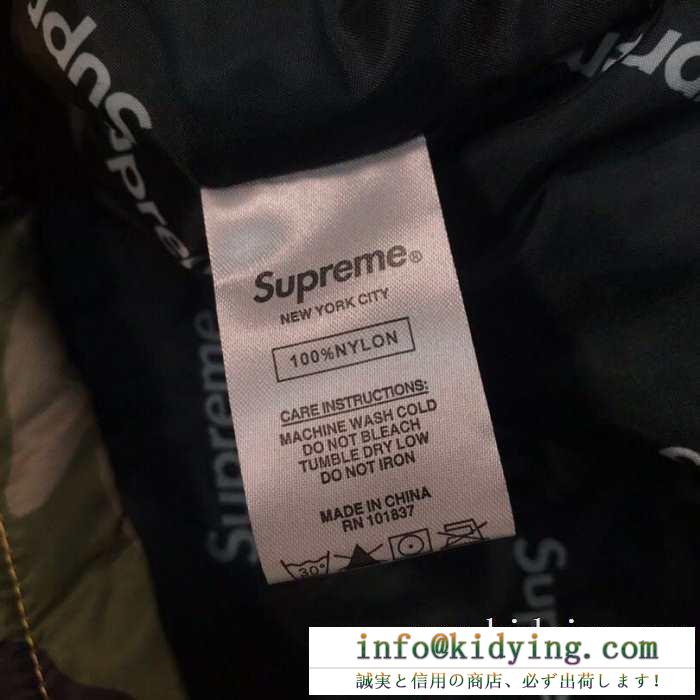 Supreme
Supreme
Supreme®
NEW YORK CITY
100%NYLON
CARE INSTRUCTIONS:
MACHINE WASH COLD
DO NOT BLEACH
TUMBLE DRY LOW
DO NOT IRON
MADE IN CHINA
RN 101837
30°
Supreme
info@kidying.com
誠実と信用の商店、必ず出荷します!